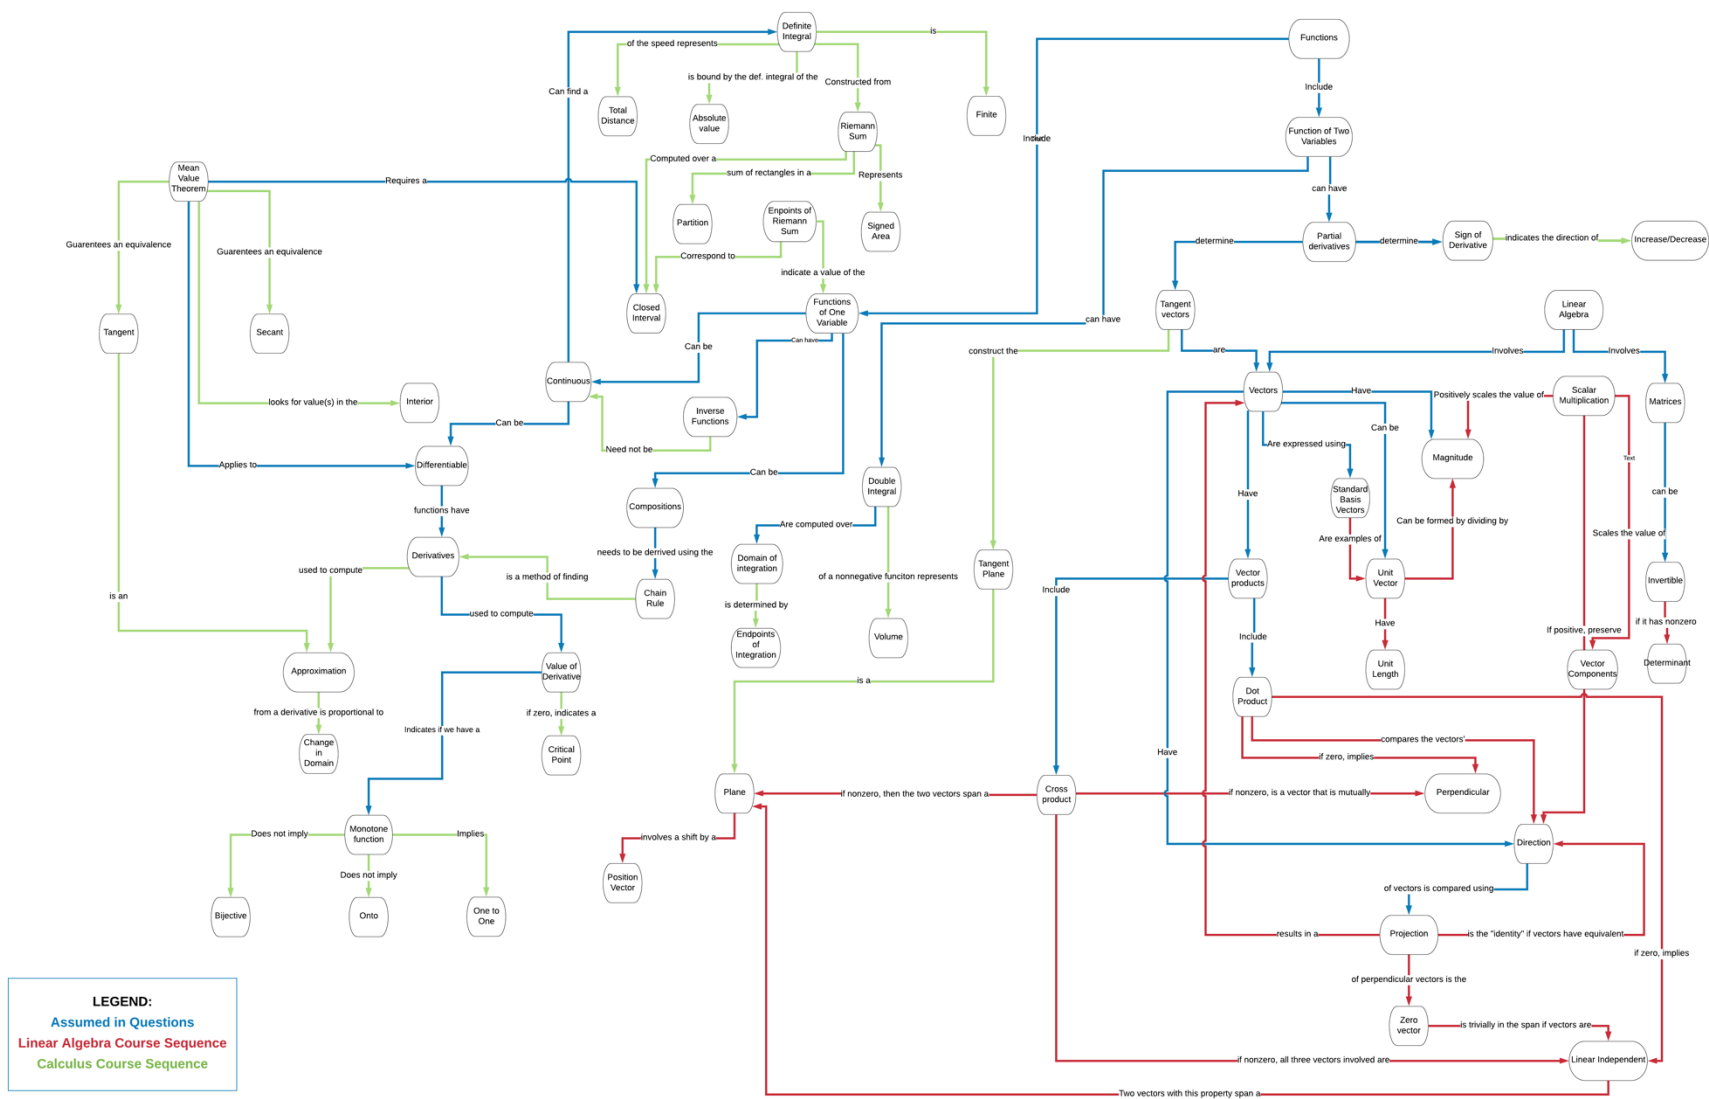 Definite
Integral
is
of the speed represents
is bound by the def. integral of the
Constructed from
Can find a
Total
Distance
Absolute
value
Riemann
Sum
Finite
Functions
Include
Include
Function of Two
Variables
can have
Computed over a
sum of rectangles in a
Represents
Mean
Value
Theorem
Requires a
Partition
Enpoints of
Riemann
Sum
Signed
Area
Partial
derivatives
determine
determine
Sign of
Derivative
indicates the direction of
Increase/Decrease
Guarentees an equivalence
Guarentees an equivalence
Correspond to
indicate a value of the
Tangent
Secant
Closed
Interval
Functions
of One
Variable
can have
Tangent
vectors
Linear
Algebra
Can be
Can have
construct the
are
Involves
Involves
Continuous
looks for value(s) in the
Interior
Inverse
Functions
Vectors
Have
Positively scales the value of
Scalar
Multiplication
Matrices
Can be
Need not be
Are expressed using
Can be
Text
Applies to
Differentiable
Can be
Magnitude
functions have
Compositions
Double
Integral
Have
Standard
Basis
Vectors
can be
Are computed over
Can be formed by dividing by
Are examples of
Scales the value of
Derivatives
needs to be derrived using the
Domain of
integration
Tangent
Plane
used to compute
is a method of finding
of a nonnegative funciton represents
Vector
products
Unit
Vector
Invertible
Include
is an
Chain
Rule
is determined by
used to compute
Endpoints
of
Integration
Volume
Include
Have
If positive, preserve
if it has nonzero
Approximation
Value of
Derivative
is a
Unit
Length
Vector
Components
Determinant
Dot
Product
from a derivative is proportional to
if zero, indicates a
Indicates if we have a
Change
in
Domain
Critical
Point
compares the vectors'
if zero, implies
Have
Plane
if nonzero, then the two vectors span a
Cross
product
if nonzero, is a vector that is mutually
Perpendicular
Does not imply
Monotone
function
Implies
involves a shift by a
Direction
Does not imply
Position
Vector
of vectors is compared using
Bijective
Onto
One to
One
results in a
Projection
is the "identity" if vectors have equivalent
if zero, implies
of perpendicular vectors is the
LEGEND:
Assumed in Questions
Linear Algebra Course Sequence
Calculus Course Sequence
Zero
vector
is trivially in the span if vectors are
if nonzero, all three vectors involved are
Linear Independent
Two vectors with this property span a